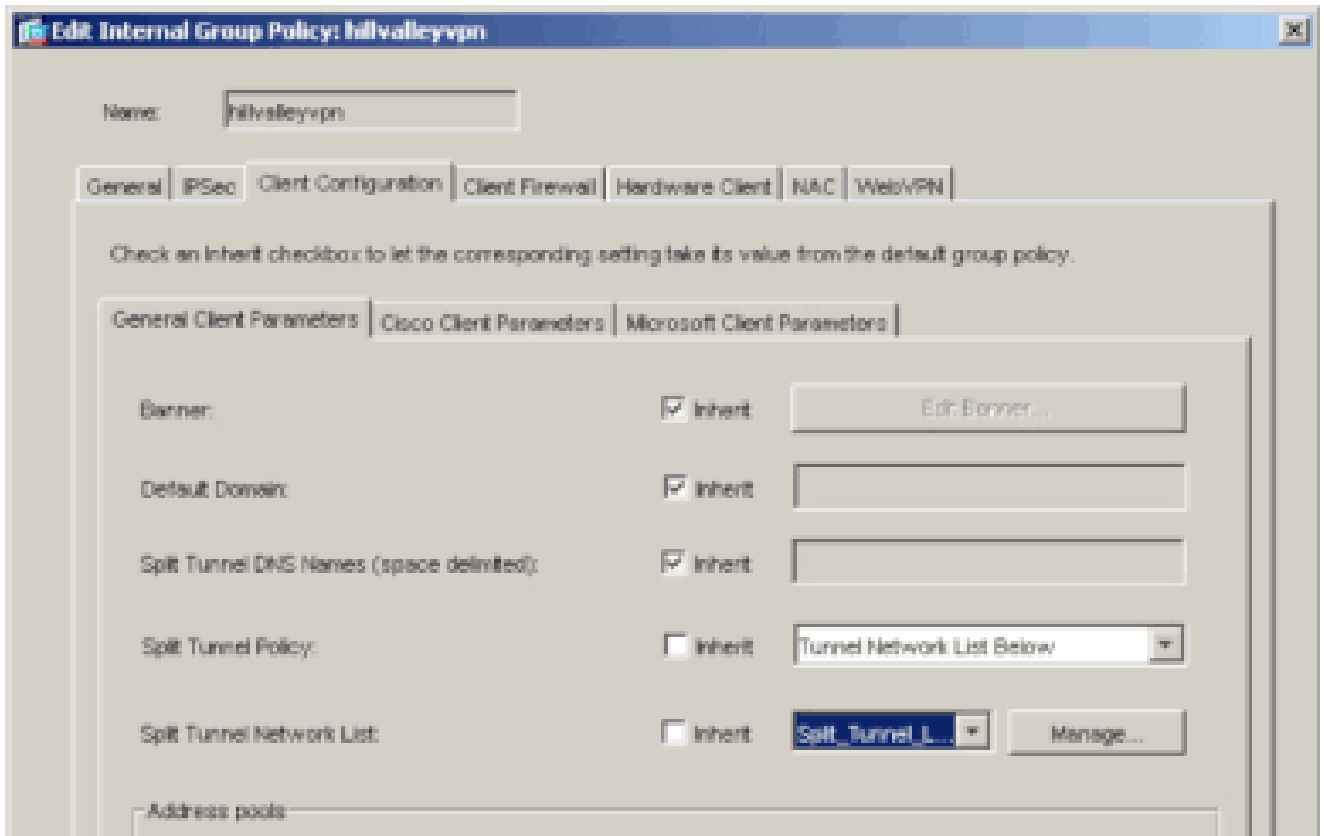 Edit Internal Group Policy: hillvalleyvpn
Name: hillvalleyvpn
General IPSec Client Configuration Client Firewall Hardware Client NAC WebVPN
Check an Inherit checkbox to let the corresponding setting take its value from the default group policy.
General Client Parameters Cisco Client Parameters Microsoft Client Parameters
Banner: Inherit Edit Banner...
Default Domain: Inherit
Split Tunnel DNS Names (space delimited): Inherit
Split Tunnel Policy: Inherit Tunnel Network List Below
Split Tunnel Network List: Inherit Split_Tunnel_L... Manage...
Address pools